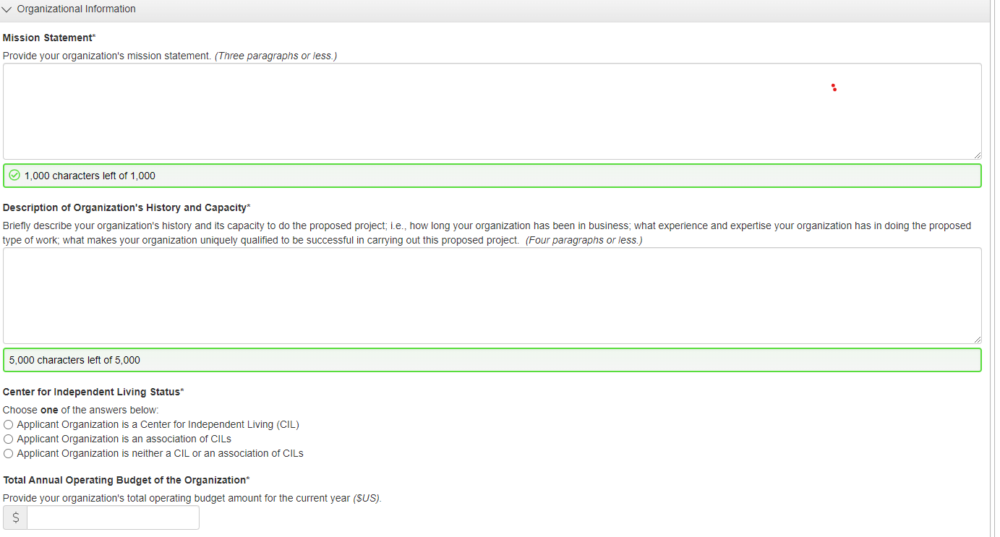 Organizational Information
Mission Statement*
Provide your organization's mission statement. (Three paragraphs or less.)
1,000 characters left of 1,000
Description of Organization's History and Capacity*
Briefly describe your organization's history and its capacity to do the proposed project; i.e., how long your organization has been in business; what experience and expertise your organization has in doing the proposed
type of work; what makes your organization uniquely qualified to be successful in carrying out this proposed project. (Four paragraphs or less.)
5,000 characters left of 5,000
Center for Independent Living Status*
Choose one of the answers below:
Applicant Organization is a Center for Independent Living (CIL)
Applicant Organization is an association of CILs
Applicant Organization is neither a CIL or an association of CILs
Total Annual Operating Budget of the Organization*
Provide your organization's total operating budget amount for the current year ($US).
$